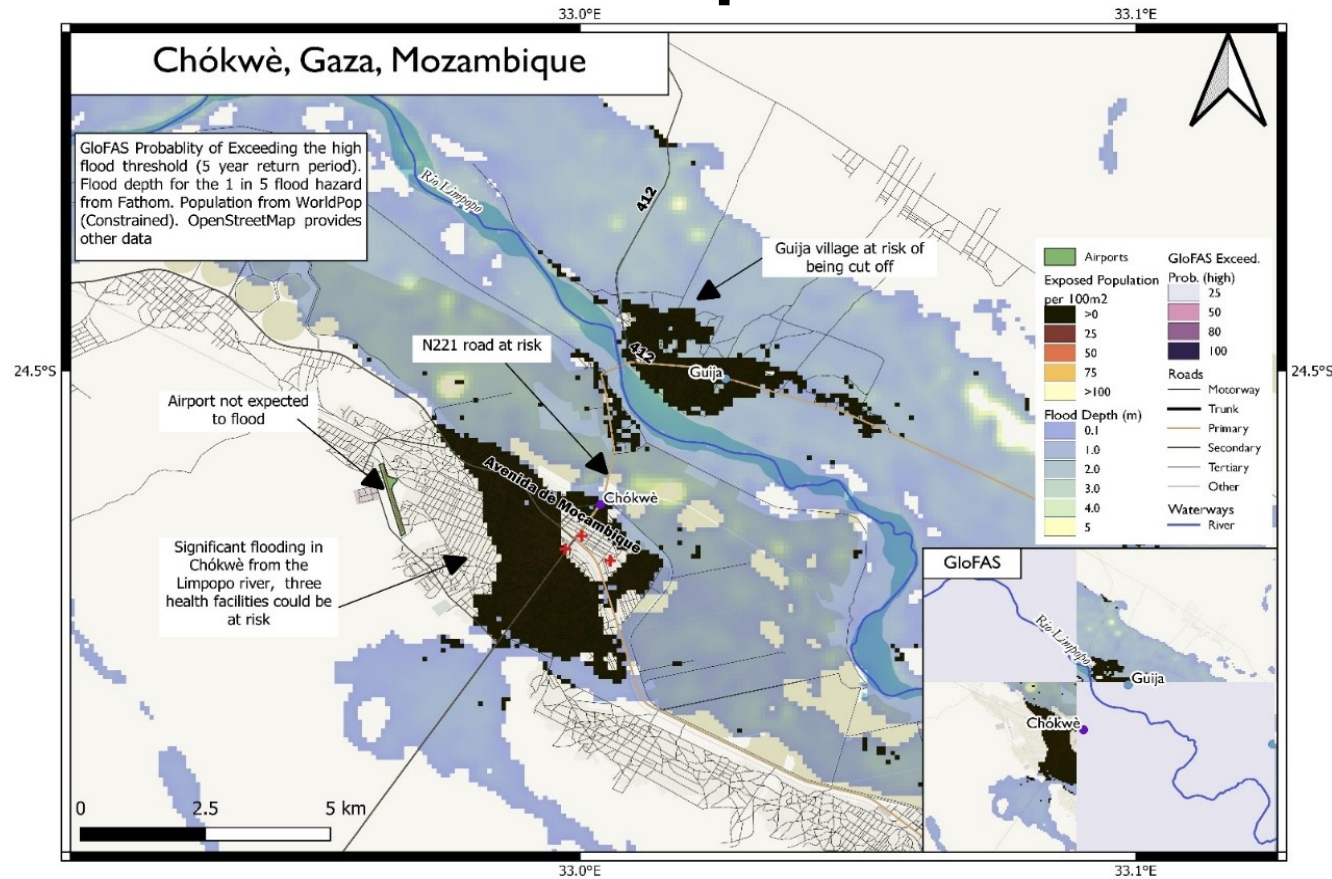 33.0°E
33.1°E
Chókwè, Gaza, Mozambique
GloFAS Probablity of Exceeding the high
flood threshold (5 year return period).
Flood depth for the 1 in 5 flood hazard
from Fathom. Population from WorldPop
(Constrained). OpenStreetMap provides
other data
Rio Limpopo
412
Guija village at risk of
being cut off
N221 road at risk
412
Guija
24.5°S
24.5°S
Airport not expected
to flood
Avenida de Moçambique
Chókwè
Significant flooding in
Chókwè from the
Limpopo river, three
health facilities could be
at risk
Airports
Exposed Population
per 100m2
>0
25
50
75
>100
Flood Depth (m)
0.1
1.0
2.0
3.0
4.0
5
GloFAS Exceed.
Prob. (high)
25
50
80
100
Roads
Motorway
Trunk
Primary
Secondary
Tertiary
Other
Waterways
River
GloFAS
Rio Limpopo
Guija
Chókwè
0 2.5 5 km
33.0°E
33.1°E